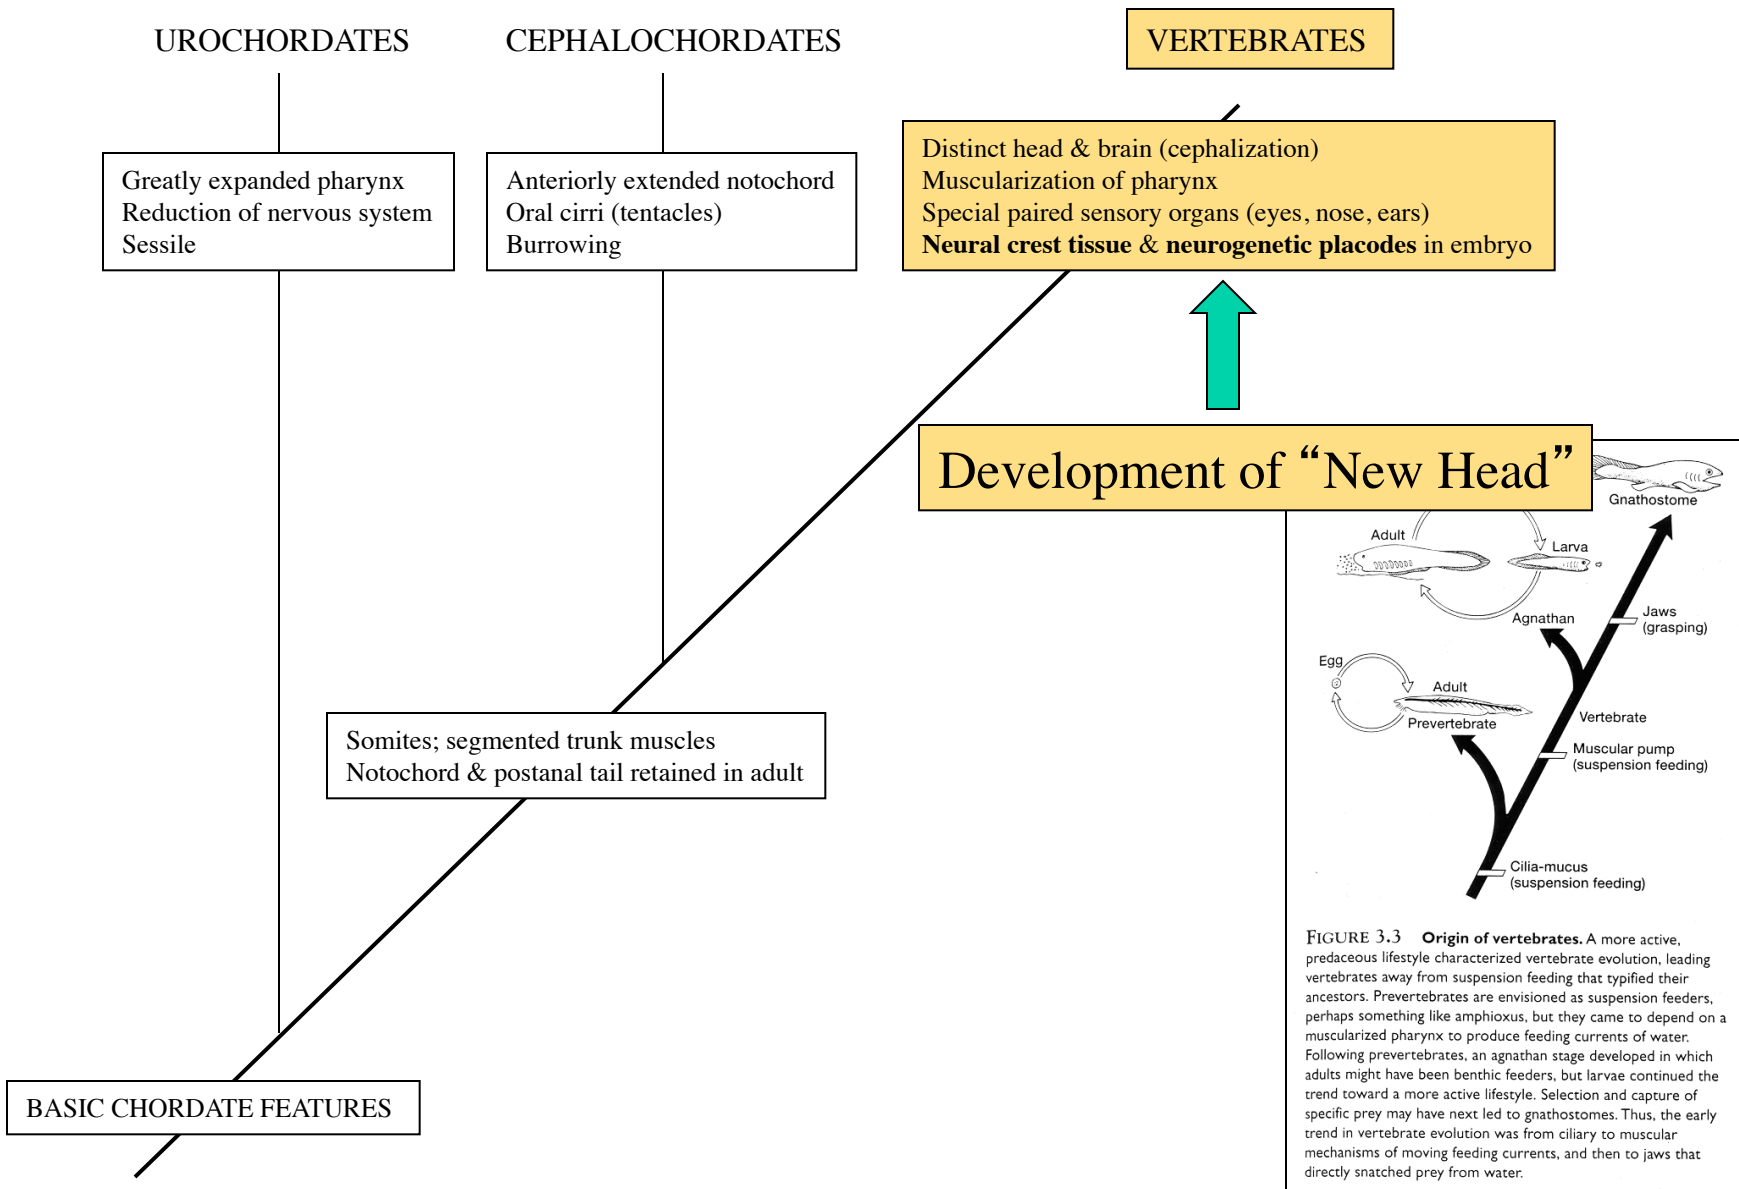 UROCHORDATES
CEPHALOCHORDATES
VERTEBRATES
Greatly expanded pharynx
Reduction of nervous system
Sessile
Anteriorly extended notochord
Oral cirri (tentacles)
Burrowing
Distinct head & brain (cephalization)
Muscularization of pharynx
Special paired sensory organs (eyes, nose, ears)
Neural crest tissue & neurogenetic placodes in embryo
Development of “New Head”
Somites; segmented trunk muscles
Notochord & postanal tail retained in adult
BASIC CHORDATE FEATURES
Gnathostome
Adult
Larva
Agnathan
Jaws
(grasping)
Egg
Adult
Prevertebrate
Vertebrate
Muscular pump
(suspension feeding)
Cilia-mucus
(suspension feeding)
FIGURE 3.3 Origin of vertebrates. A more active,
predaceous lifestyle characterized vertebrate evolution, leading
vertebrates away from suspension feeding that typified their
ancestors. Prevertebrates are envisioned as suspension feeders,
perhaps something like amphioxus, but they came to depend on a
muscularized pharynx to produce feeding currents of water.
Following prevertebrates, an agnathan stage developed in which
adults might have been benthic feeders, but larvae continued the
trend toward a more active lifestyle. Selection and capture of
specific prey may have next led to gnathostomes. Thus, the early
trend in vertebrate evolution was from ciliary to muscular
mechanisms of moving feeding currents, and then to jaws that
directly snatched prey from water.